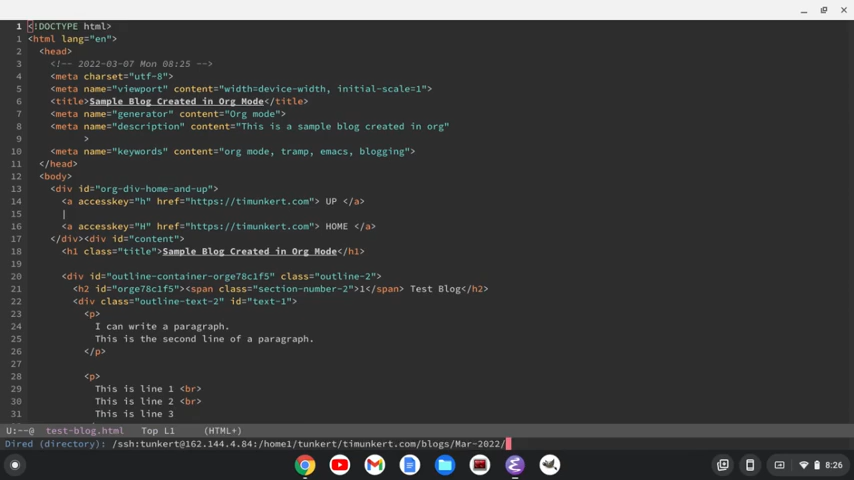 1 <!DOCTYPE html>
1 <html lang="en">
2 <head>
3 <!-- 2022-03-07 Mon 08:25 -->
4 <meta charset="utf-8">
5 <meta name="viewport" content="width=device-width, initial-scale=1">
6 <title>Sample Blog Created in Org Mode</title>
7 <meta name="generator" content="Org mode">
8 <meta name="description" content="This is a sample blog created in org"
9 >
10 <meta name="keywords" content="org mode, tramp, emacs, blogging">
11 </head>
12 <body>
13 <div id="org-div-home-and-up">
14 <a accesskey="h" href="https://timunkert.com"> UP </a>
15 |
16 <a accesskey="H" href="https://timunkert.com"> HOME </a>
17 </div><div id="content">
18 <h1 class="title">Sample Blog Created in Org Mode</h1>
19
20 <div id="outline-container-orge78c1f5" class="outline-2">
21 <h2 id="orge78c1f5"><span class="section-number-2">1</span> Test Blog</h2>
22 <div class="outline-text-2" id="text-1">
23 <p>
24 I can write a paragraph.
25 This is the second line of a paragraph.
26 </p>
27
28 <p>
29 This is line 1 <br>
30 This is line 2 <br>
31 This is line 3
U:--@ test-blog.html Top L1 (HTML+)
Dired (directory): /ssh:tunkert@162.144.4.84:/home1/tunkert/timunkert.com/blogs/Mar-2022/
8:26